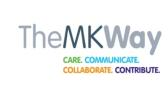 TheMKWay
CARE. COMMUNICATE.
COLLABORATE. CONTRIBUTE.